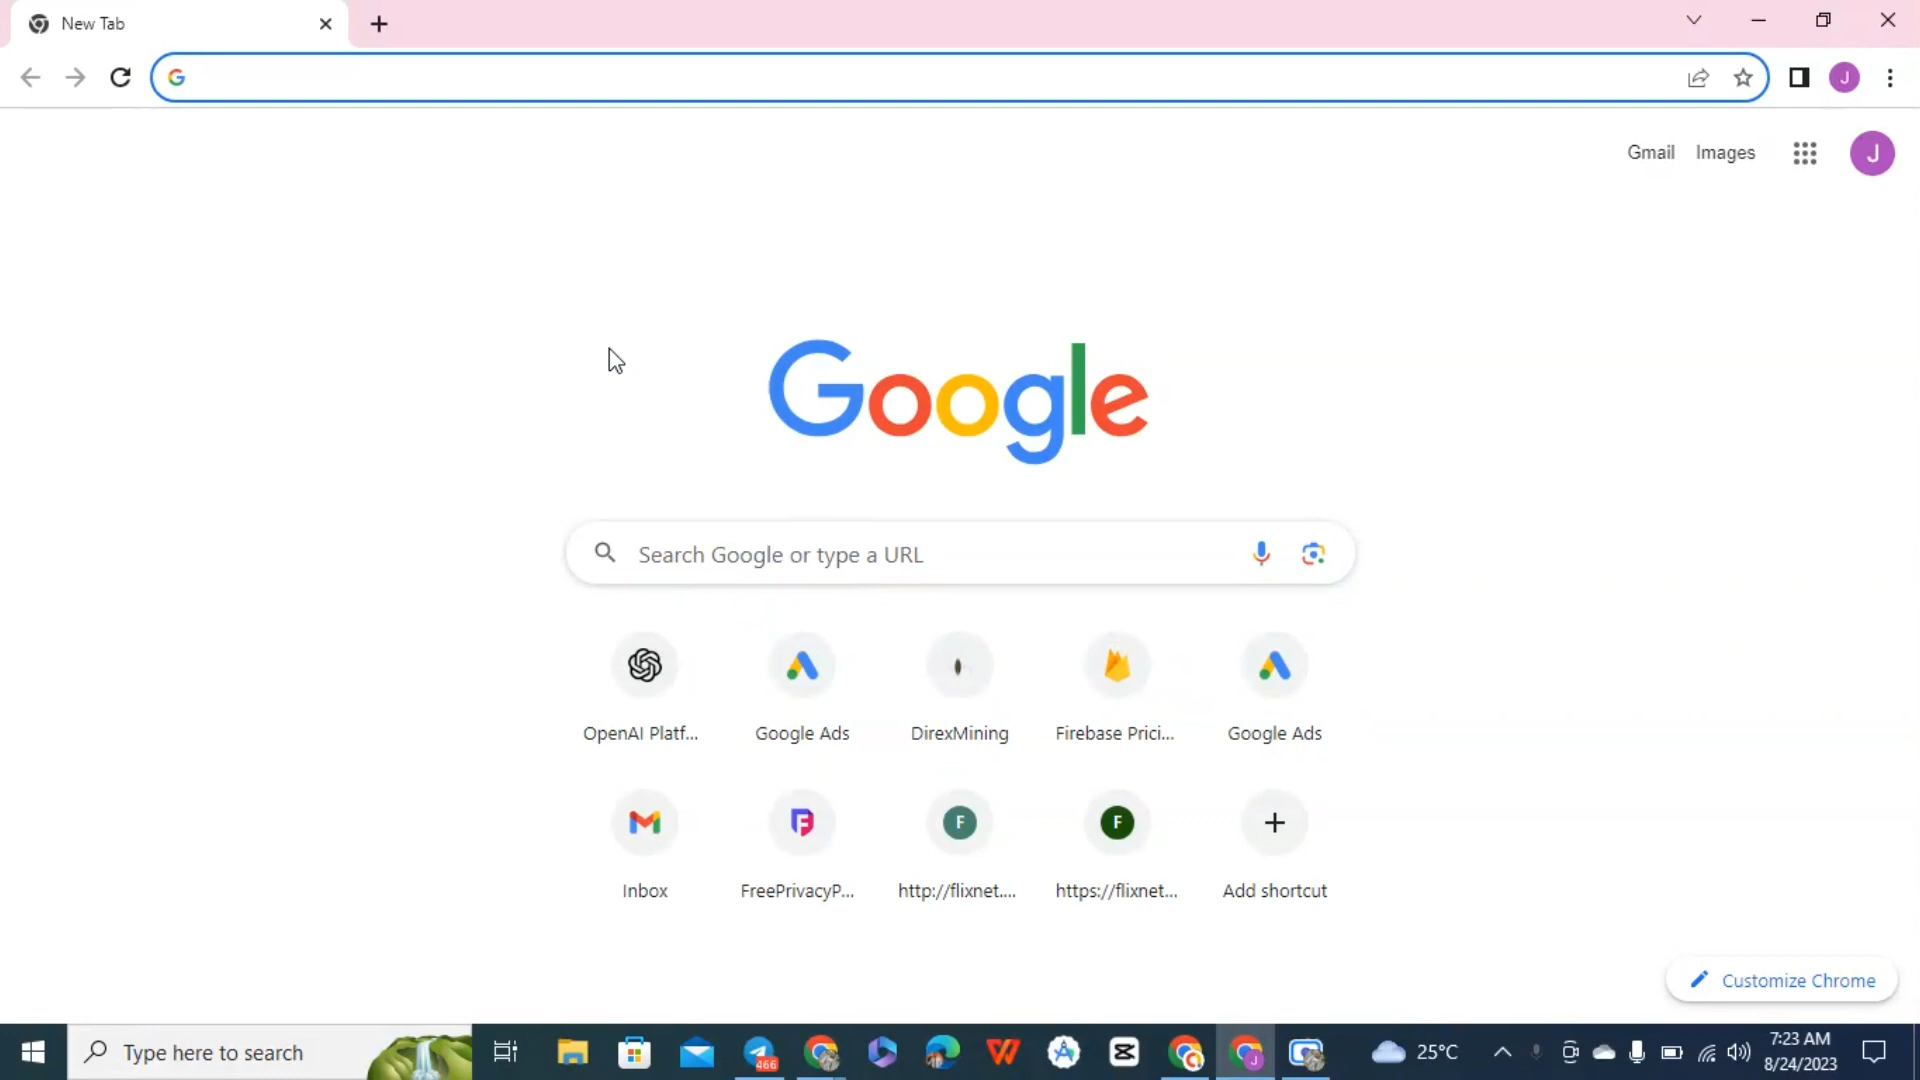 New Tab
Gmail Images
J
J
Google
Search Google or type a URL
OpenAI Platf... Google Ads DirexMining Firebase Prici... Google Ads
F F
Inbox FreePrivacyP... http://flixnet.... https://flixnet... Add shortcut
Customize Chrome
Type here to search
466
J
25°C
7:23 AM
8/24/2023